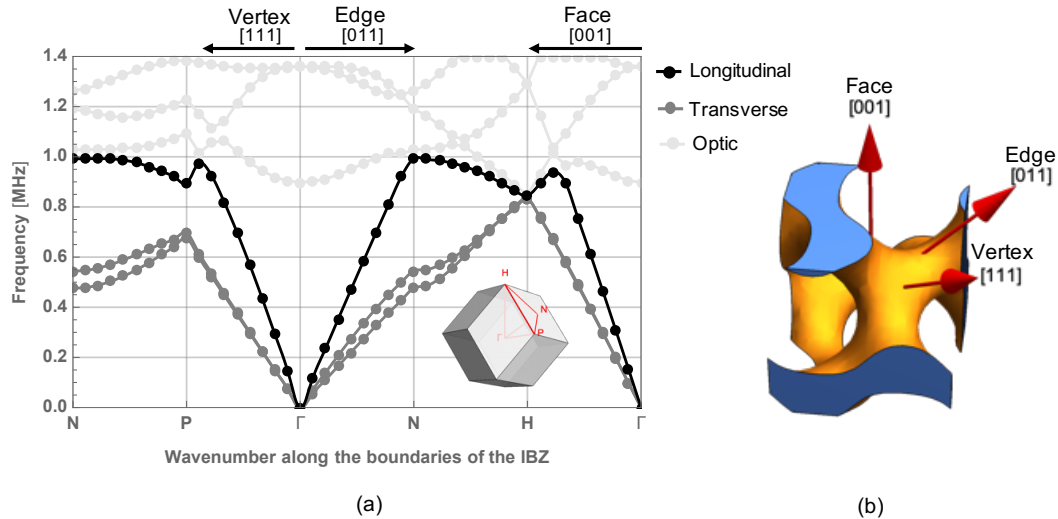 (a)
Vertex
[111]
Edge
[011]
Face
[001]
1.4
1.2
1.0
0.8
0.6
0.4
0.2
0.0
Frequency [MHz]
N
P
Γ
N
H
Γ
Wavenumber along the boundaries of the IBZ
H
N
Γ
P
Longitudinal
Transverse
Optic
Face
[001]
Edge
[011]
Vertex
[111]
(a)
(b)